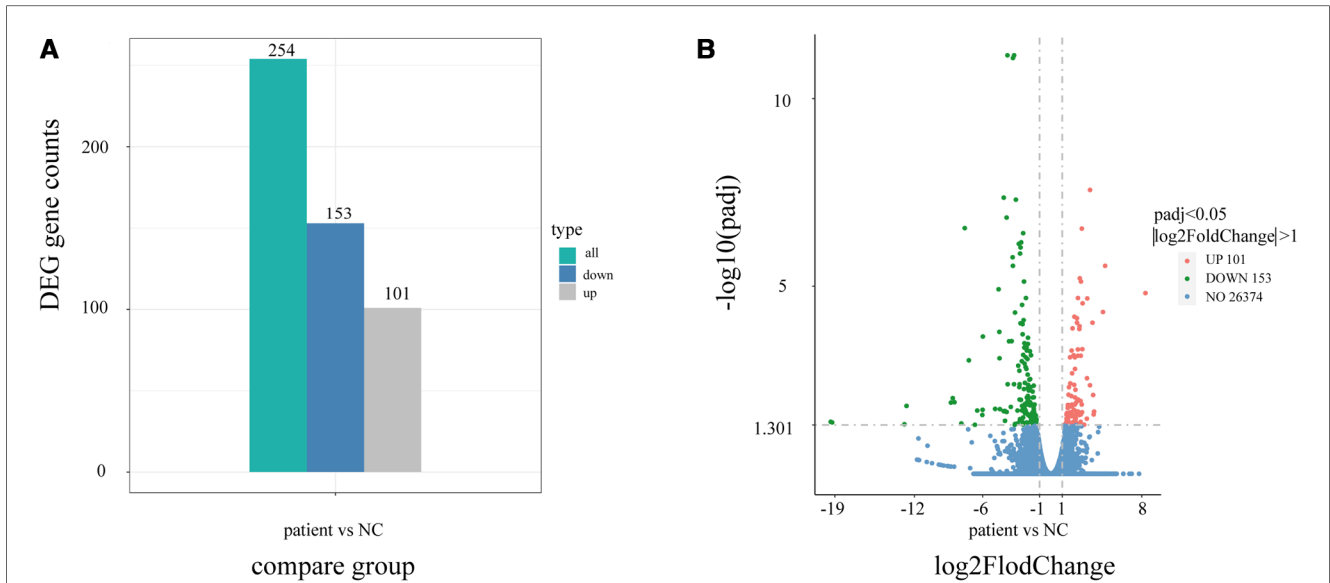 A
254
153
101
200
100
0
DEG gene counts
type
all
down
up
patient vs NC
compare group
B
10
5
1.301
-log10(padj)
padj<0.05
|log2FoldChange|>1
UP 101
DOWN 153
NO 26374
-19 -12 -6 -1 1 8
patient vs NC
log2FlodChange